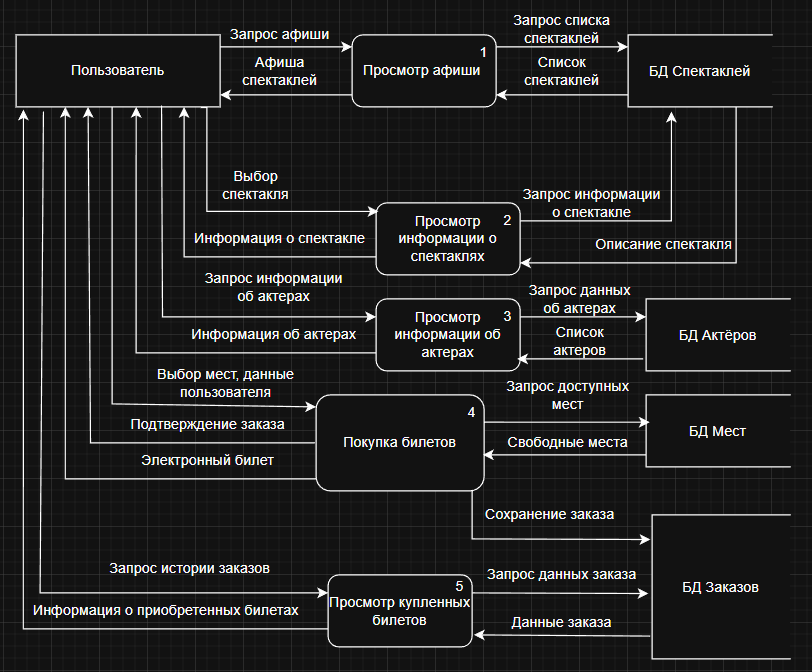 Запрос афиши
Запрос списка
спектаклей
1
Пользователь
Просмотр афиши
БД Спектаклей
Афиша
спектаклей
Список
спектаклей
Выбор
спектакля
Просмотр
информации о
спектаклях
2
Запрос информации
о спектакле
Информация о спектакле
Описание спектакля
Запрос информации
об актерах
Просмотр
информации об
актерах
3
Запрос данных
об актерах
БД Актёров
Информация об актерах
Список
актеров
Выбор мест, данные
пользователя
Запрос доступных
мест
4
Покупка билетов
БД Мест
Подтверждение заказа
Свободные места
Электронный билет
Сохранение заказа
Запрос истории заказов
5
Просмотр купленных
билетов
Запрос данных заказа
БД Заказов
Информация о приобретенных билетах
Данные заказа